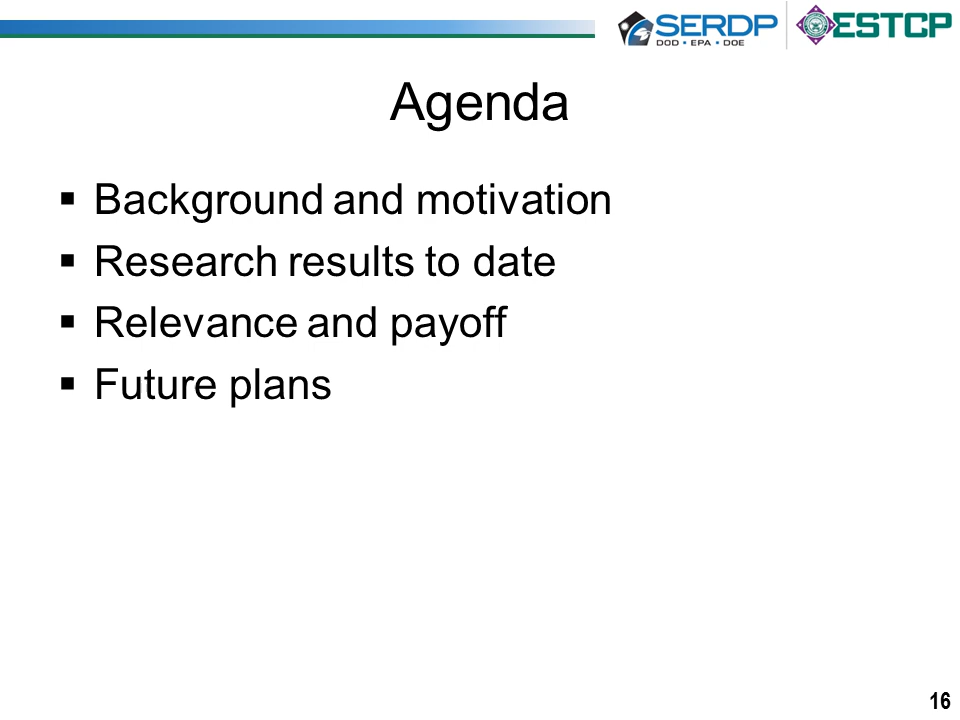 SERDP
DOD • EPA • DOE
ESTCP
Agenda
▪ Background and motivation
▪ Research results to date
▪ Relevance and payoff
▪ Future plans
16